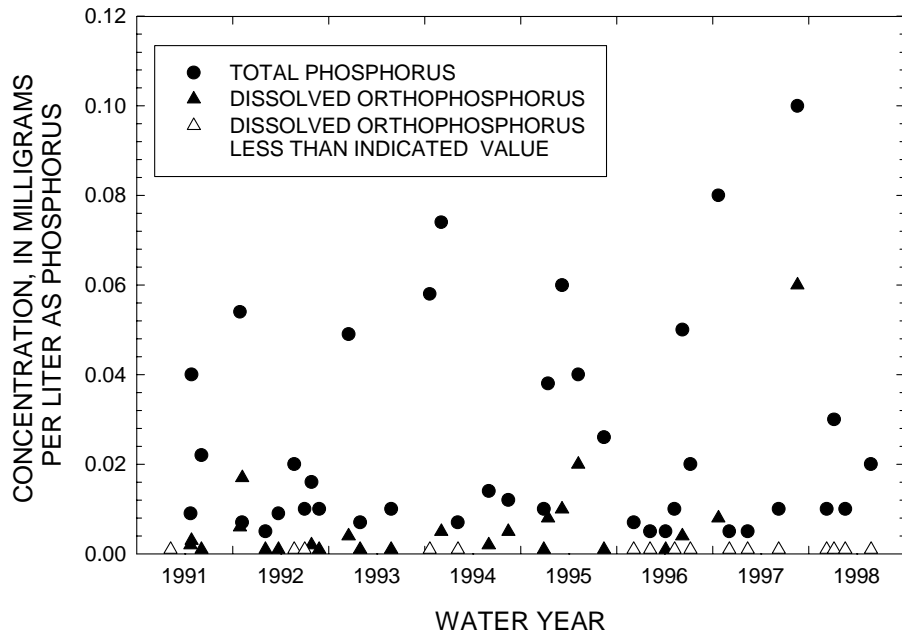 CONCENTRATION, IN MILLIGRAMS
PER LITER AS PHOSPHORUS
0.12
0.10
0.08
0.06
0.04
0.02
0.00
TOTAL PHOSPHORUS
DISSOLVED ORTHOPHOSPHORUS
DISSOLVED ORTHOPHOSPHORUS
LESS THAN INDICATED VALUE
1991 1992 1993 1994 1995 1996 1997 1998
WATER YEAR